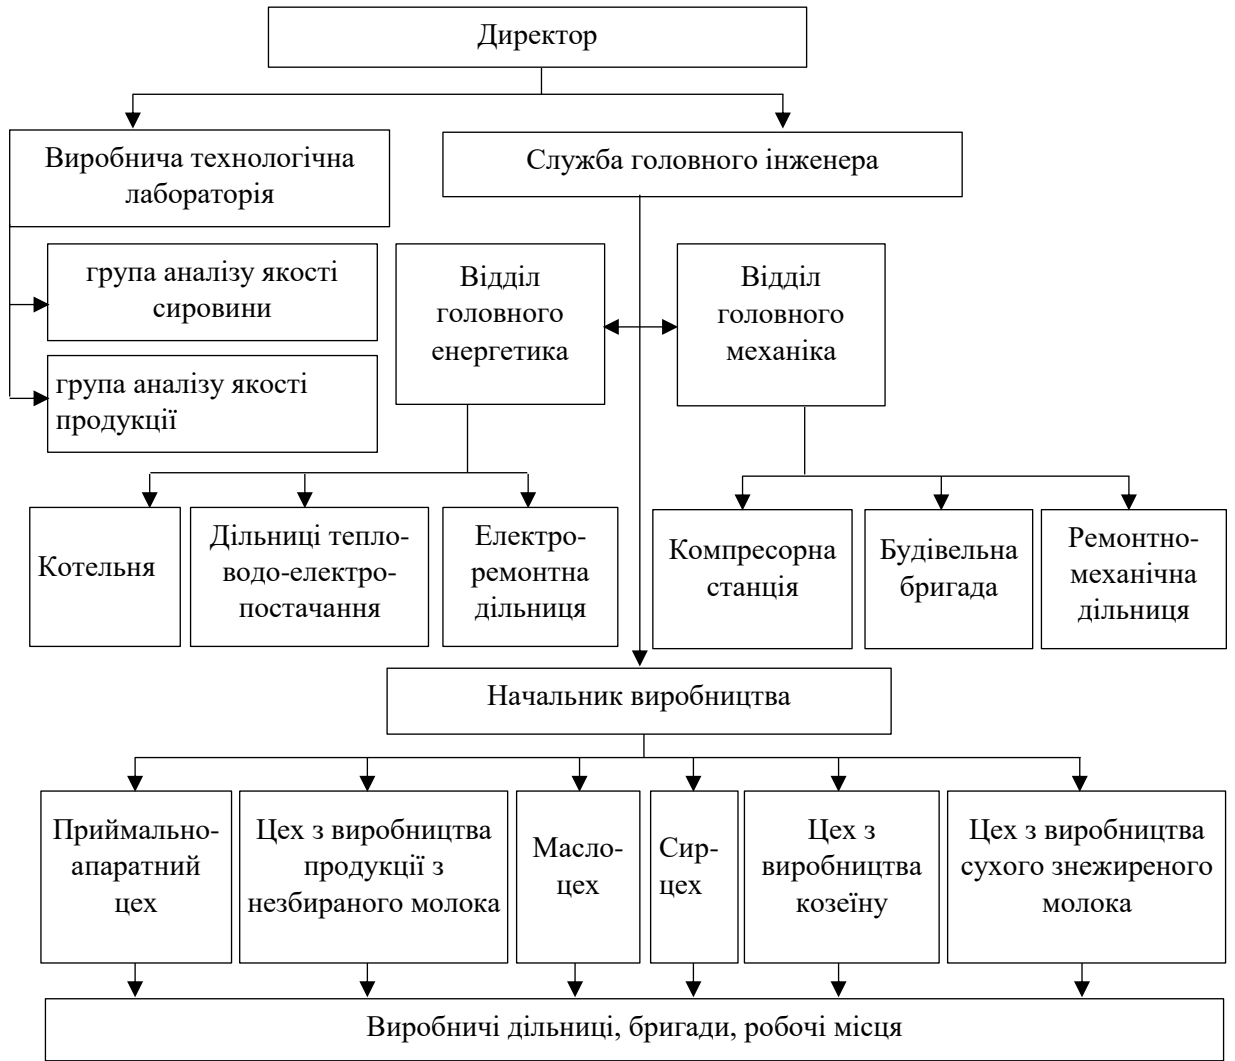 Директор
Виробнича технологічна
лабораторія
Служба головного інженера
група аналізу якості
сировини
група аналізу якості
продукції
Відділ
головного
енергетика
Відділ
головного
механіка
Котельня
Дільниці тепло-
водо-електро-
постачання
Електро-
ремонтна
дільниця
Компресорна
станція
Будівельна
бригада
Ремонтно-
механічна
дільниця
Начальник виробництва
Приймально-
апаратний
цех
Цех з виробництва
продукції з
незбираного молока
Масло-
цех
Сир-
цех
Цех з
виробництва
козеїну
Цех з виробництва
сухого знежиреного
молока
Виробничі дільниці, бригади, робочі місця